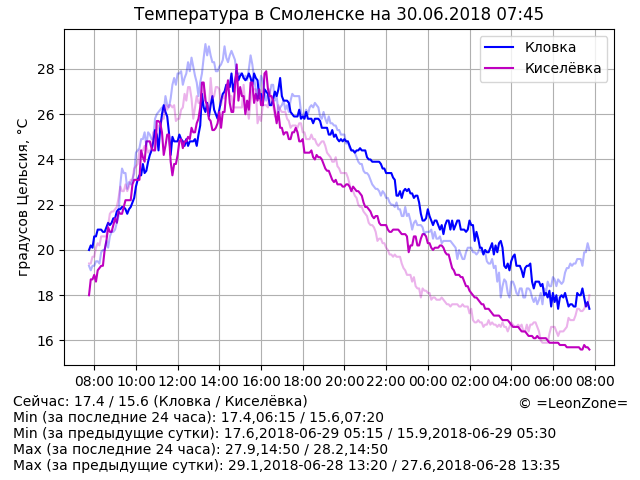 Температура в Смоленске на 30.06.2018 07:45
Кловка
Киселёвка
градусов Цельсия, °C
28
26
24
22
20
18
16
08:00 10:00 12:00 14:00 16:00 18:00 20:00 22:00 00:00 02:00 04:00 06:00 08:00
Сейчас: 17.4 / 15.6 (Кловка / Киселёвка)
© =LeonZone=
Min (за последние 24 часа): 17.4,06:15 / 15.6,07:20
Min (за предыдущие сутки): 17.6,2018-06-29 05:15 / 15.9,2018-06-29 05:30
Max (за последние 24 часа): 27.9,14:50 / 28.2,14:50
Max (за предыдущие сутки): 29.1,2018-06-28 13:20 / 27.6,2018-06-28 13:35